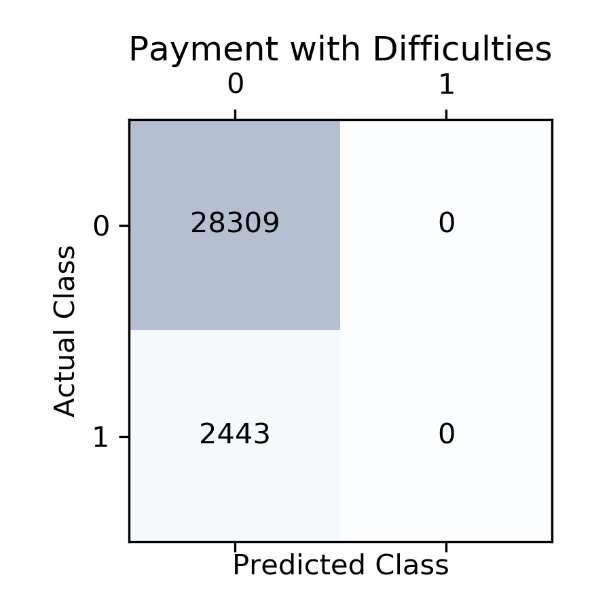 Payment with Difficulties
0 1
0 28309 0
Actual Class
1 2443 0
Predicted Class